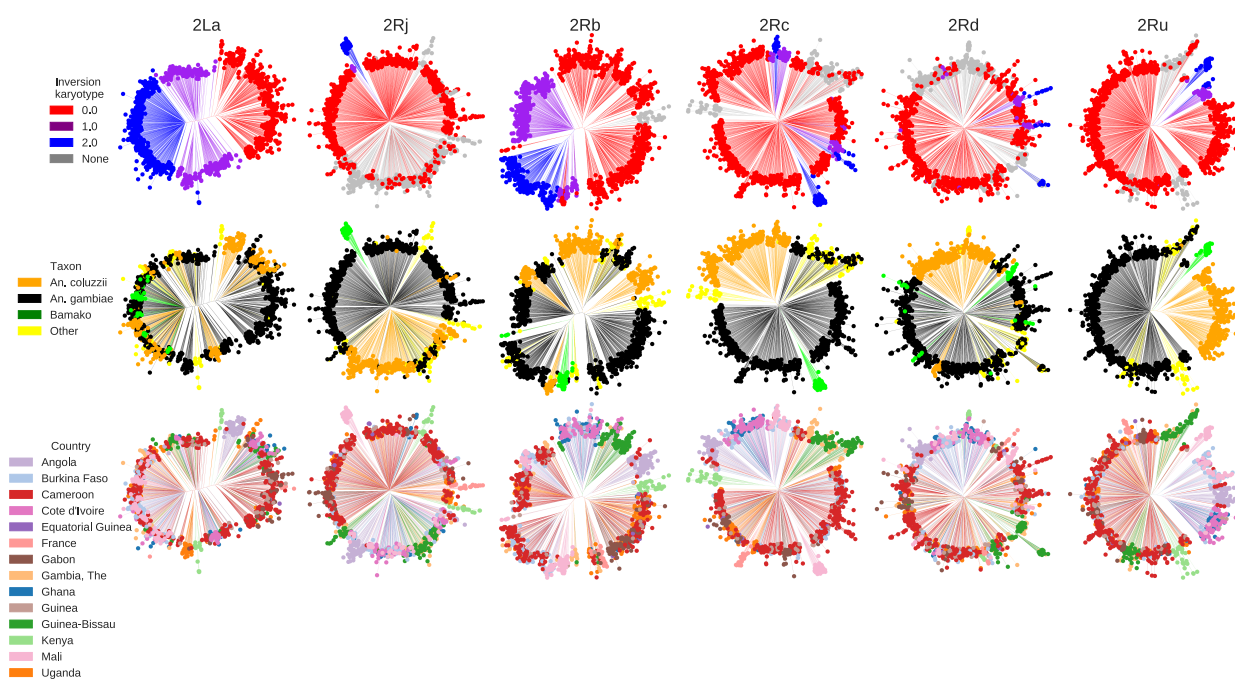 2La 2Rj 2Rb 2Rc 2Rd 2Ru
Inversion
karyotype
0.0
1.0
2.0
None
Taxon
An. coluzzii
An. gambiae
Bamako
Other
Country
Angola
Burkina Faso
Cameroon
Cote d'Ivoire
Equatorial Guinea
France
Gabon
Gambia, The
Ghana
Guinea
Guinea-Bissau
Kenya
Mali
Uganda